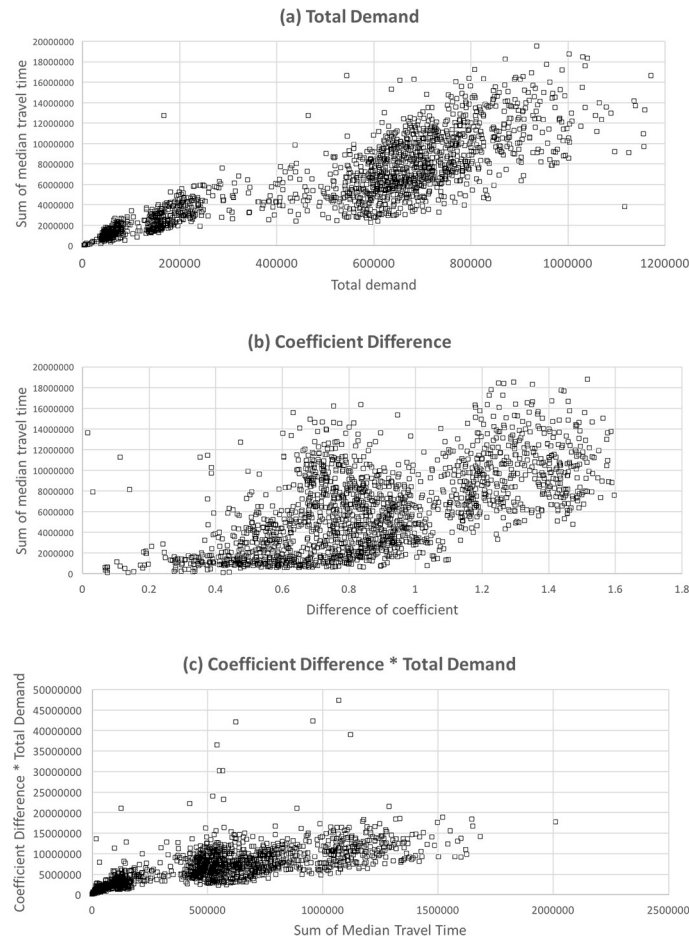 (a) Total Demand
20000000
18000000
16000000
14000000
12000000
10000000
8000000
6000000
4000000
2000000
0
Sum of median travel time
0 200000 400000 600000 800000 1000000 1200000
Total demand
(b) Coefficient Difference
20000000
18000000
16000000
14000000
12000000
10000000
8000000
6000000
4000000
2000000
0
Sum of median travel time
0 0.2 0.4 0.6 0.8 1 1.2 1.4 1.6 1.8
Difference of coefficient
(c) Coefficient Difference * Total Demand
50000000
45000000
40000000
35000000
30000000
25000000
20000000
15000000
10000000
5000000
0
Coefficient Difference * Total Demand
0 500000 1000000 1500000 2000000 2500000
Sum of Median Travel Time